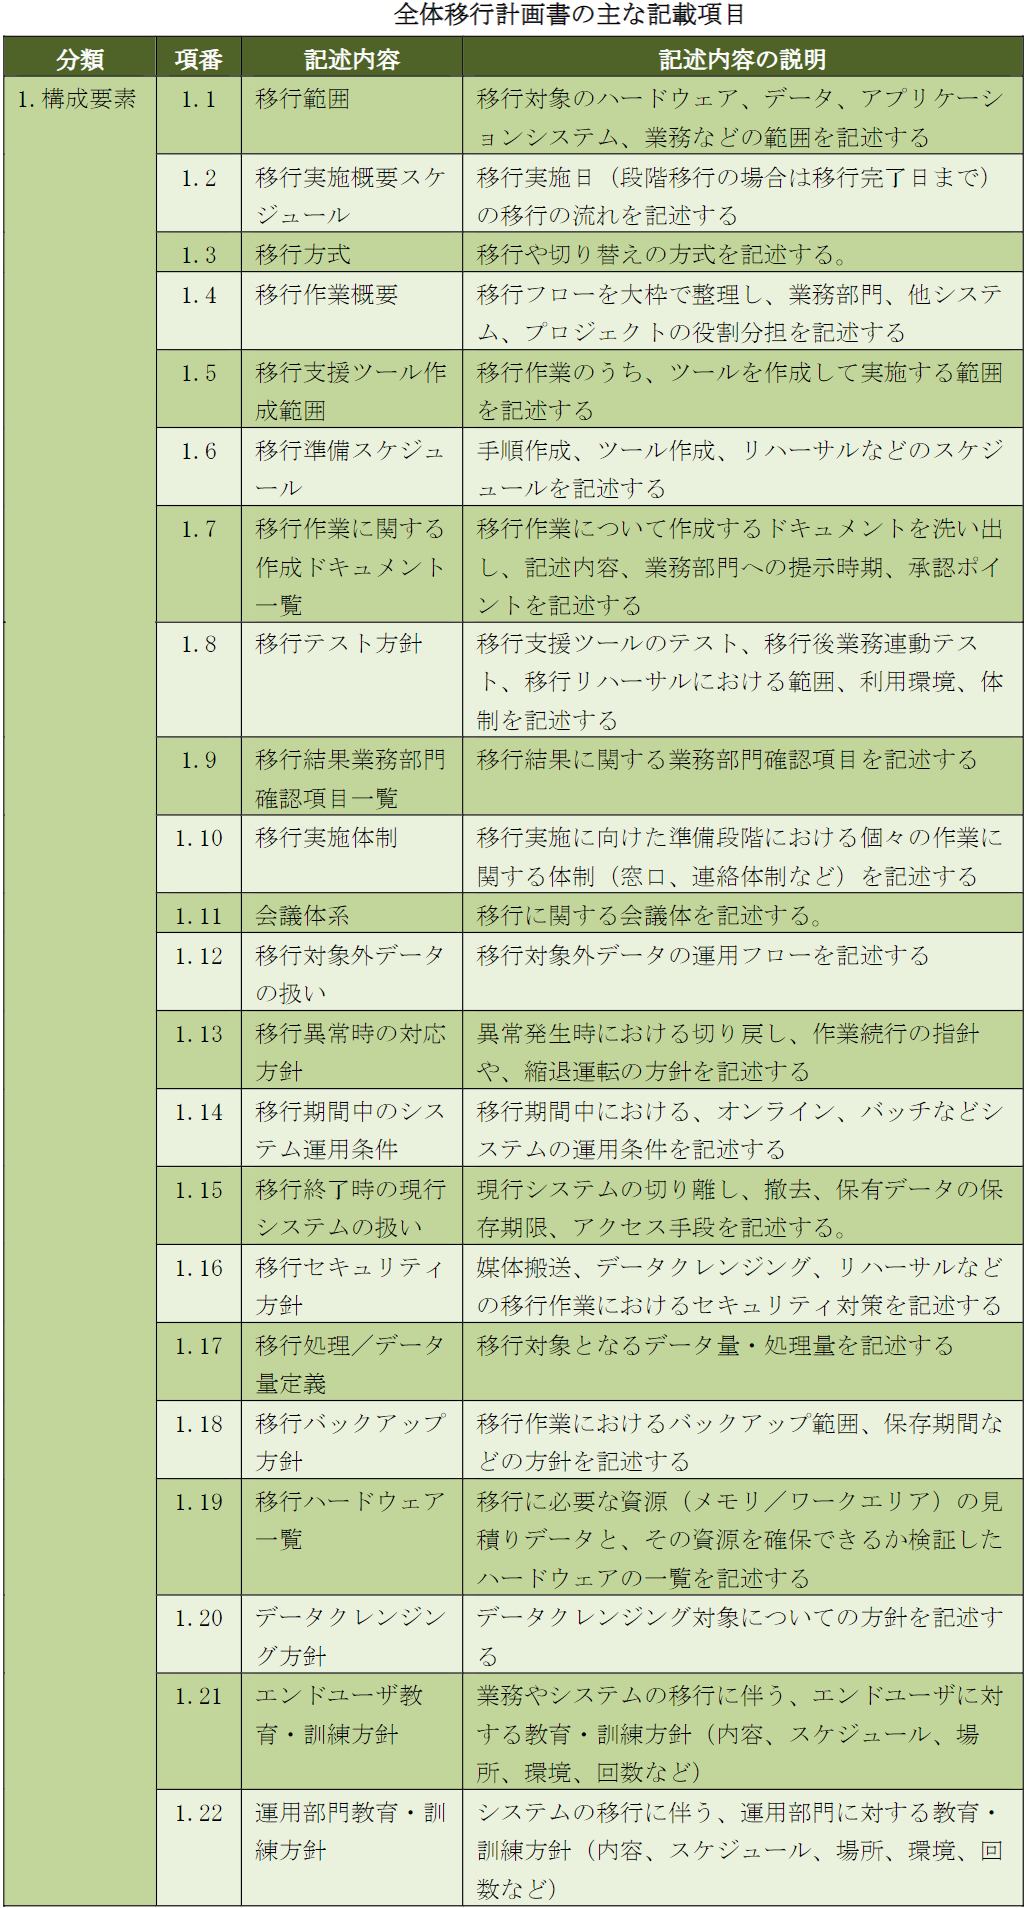 全体移行計画書の主な記載項目
分類 項番 記述内容 記述内容の説明
1.構成要素 1.1 移行範囲 移行対象のハードウェア、データ、アプリケーシ
ョンシステム、業務などの範囲を記述する
1.2 移行実施概要スケ 移行実施日（段階移行の場合は移行完了日まで）
ジュール の移行の流れを記述する
1.3 移行方式 移行や切り替えの方式を記述する。
1.4 移行作業概要 移行フローを大枠で整理し、業務部門、他システ
ム、プロジェクトの役割分担を記述する
1.5 移行支援ツール作 移行作業のうち、ツールを作成して実施する範囲
成範囲 を記述する
1.6 移行準備スケジュ 手順作成、ツール作成、リハーサルなどのスケジ
ール ュールを記述する
1.7 移行作業に関する 移行作業について作成するドキュメントを洗い出
作成ドキュメント し、記述内容、業務部門への提示時期、承認ポイ
一覧 ントを記述する
1.8 移行テスト方針 移行支援ツールのテスト、移行後業務連動テス
ト、移行リハーサルにおける範囲、利用環境、体
制を記述する
1.9 移行結果業務部門 移行結果に関する業務部門確認項目を記述する
確認項目一覧
1.10 移行実施体制 移行実施に向けた準備段階における個々の作業に
関する体制（窓口、連絡体制など）を記述する
1.11 会議体系 移行に関する会議体を記述する。
1.12 移行対象外データ 移行対象外データの運用フローを記述する
の扱い
1.13 移行異常時の対応 異常発生時における切り戻し、作業続行の指針
方針 や、縮退運転の方針を記述する
1.14 移行期間中のシス 移行期間中における、オンライン、バッチなどシ
テム運用条件 ステムの運用条件を記述する
1.15 移行終了時の現行 現行システムの切り離し、撤去、保有データの保
システムの扱い 存期限、アクセス手段を記述する。
1.16 移行セキュリティ 媒体搬送、データクレンジング、リハーサルなど
方針 の移行作業におけるセキュリティ対策を記述する
1.17 移行処理／データ 移行対象となるデータ量・処理量を記述する
量定義
1.18 移行バックアップ 移行作業におけるバックアップ範囲、保存期間な
方針 どの方針を記述する
1.19 移行ハードウェア 移行に必要な資源（メモリ／ワークエリア）の見
一覧 積りデータと、その資源を確保できるか検証した
ハードウェアの一覧を記述する
1.20 データクレンジン データクレンジング対象についての方針を記述す
グ方針 る
1.21 エンドユーザ教 業務やシステムの移行に伴う、エンドユーザに対
育・訓練方針 する教育・訓練方針（内容、スケジュール、場
所、環境、回数など）
1.22 運用部門教育・訓 システムの移行に伴う、運用部門に対する教育・
練方針 訓練方針（内容、スケジュール、場所、環境、回
数など）